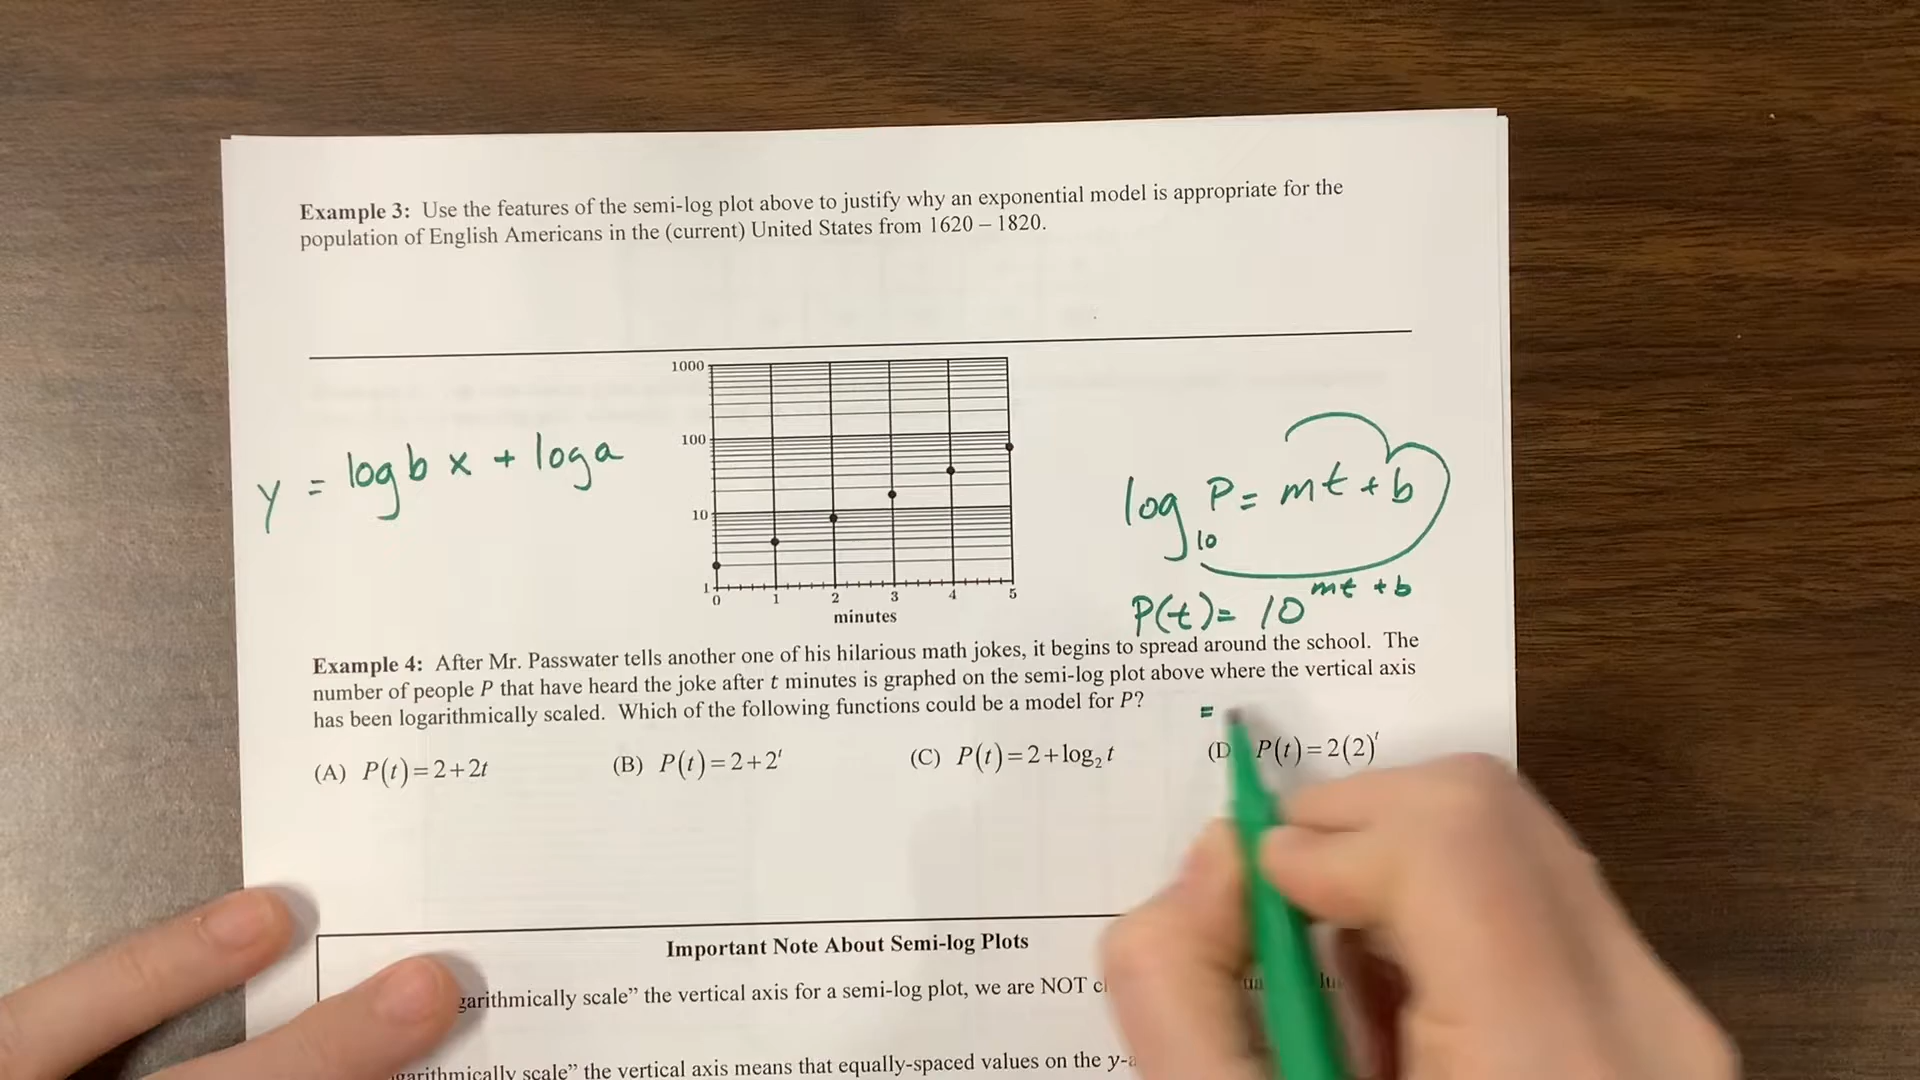 Example 3: Use the features of the semi-log plot above to justify why an exponential model is appropriate for the
population of English Americans in the (current) United States from 1620 – 1820.
1000
100
10
1
0 1 2 3 4 5
minutes
y = log b x + log a
log₁₀ P = mt + b
P(t) = 10^(mt + b)
Example 4: After Mr. Passwater tells another one of his hilarious math jokes, it begins to spread around the school. The
number of people P that have heard the joke after t minutes is graphed on the semi-log plot above where the vertical axis
has been logarithmically scaled. Which of the following functions could be a model for P?
=
(A) P(t)=2+2t (B) P(t)=2+2^t (C) P(t)=2+log₂ t (D P(t)=2(2)^t
Important Note About Semi-log Plots
garithmically scale” the vertical axis for a semi-log plot, we are NOT
garithmically scale” the vertical axis means that equally-spaced values on the